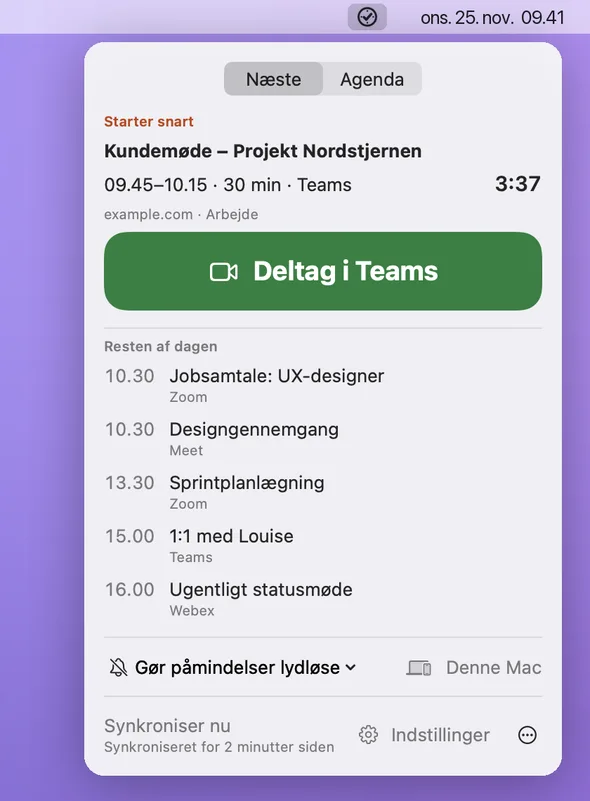 ons. 25. nov. 09.41
Næste Agenda
Starter snart
Kundemøde – Projekt Nordstjernen
09.45–10.15 · 30 min · Teams 3:37
example.com · Arbejde
Deltag i Teams
Resten af dagen
10.30 Jobsamtale: UX-designer
Zoom
10.30 Designgennemgang
Meet
13.30 Sprintplanlægning
Zoom
15.00 1:1 med Louise
Teams
16.00 Ugentligt statusmøde
Webex
Gør påmindelser lydløse Denne Mac
Synkroniser nu
Synkroniseret for 2 minutter siden Indstillinger